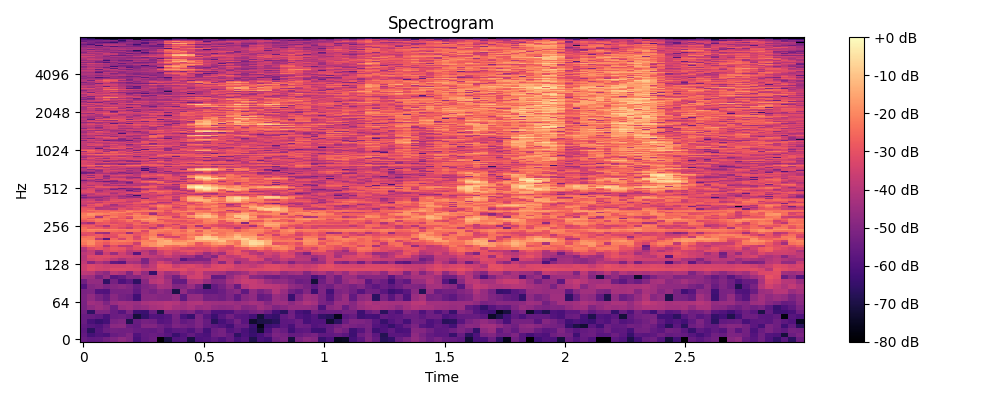 Spectrogram
Hz
4096
2048
1024
512
256
128
64
0
0
0.5
1
1.5
2
2.5
Time
+0 dB
-10 dB
-20 dB
-30 dB
-40 dB
-50 dB
-60 dB
-70 dB
-80 dB